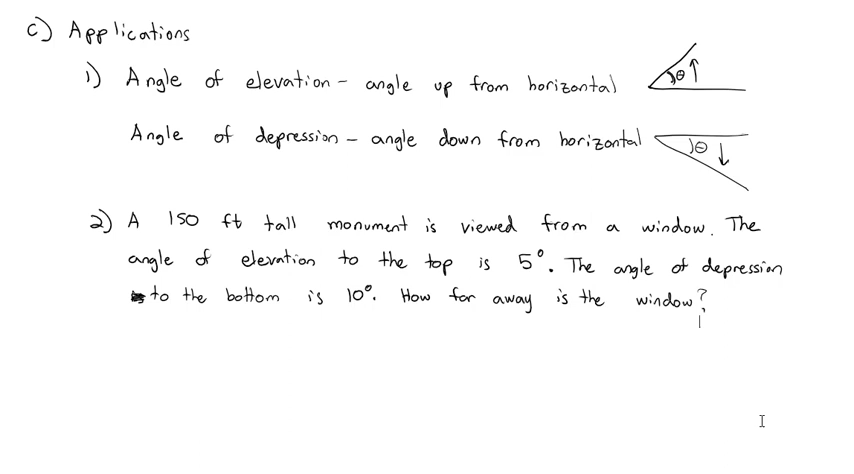 C) Applications
1) Angle of elevation – angle up from horizontal θ
Angle of depression – angle down from horizontal θ
2) A 150 ft tall monument is viewed from a window. The
angle of elevation to the top is 5°. The angle of depression
to the bottom is 10°. How far away is the window?